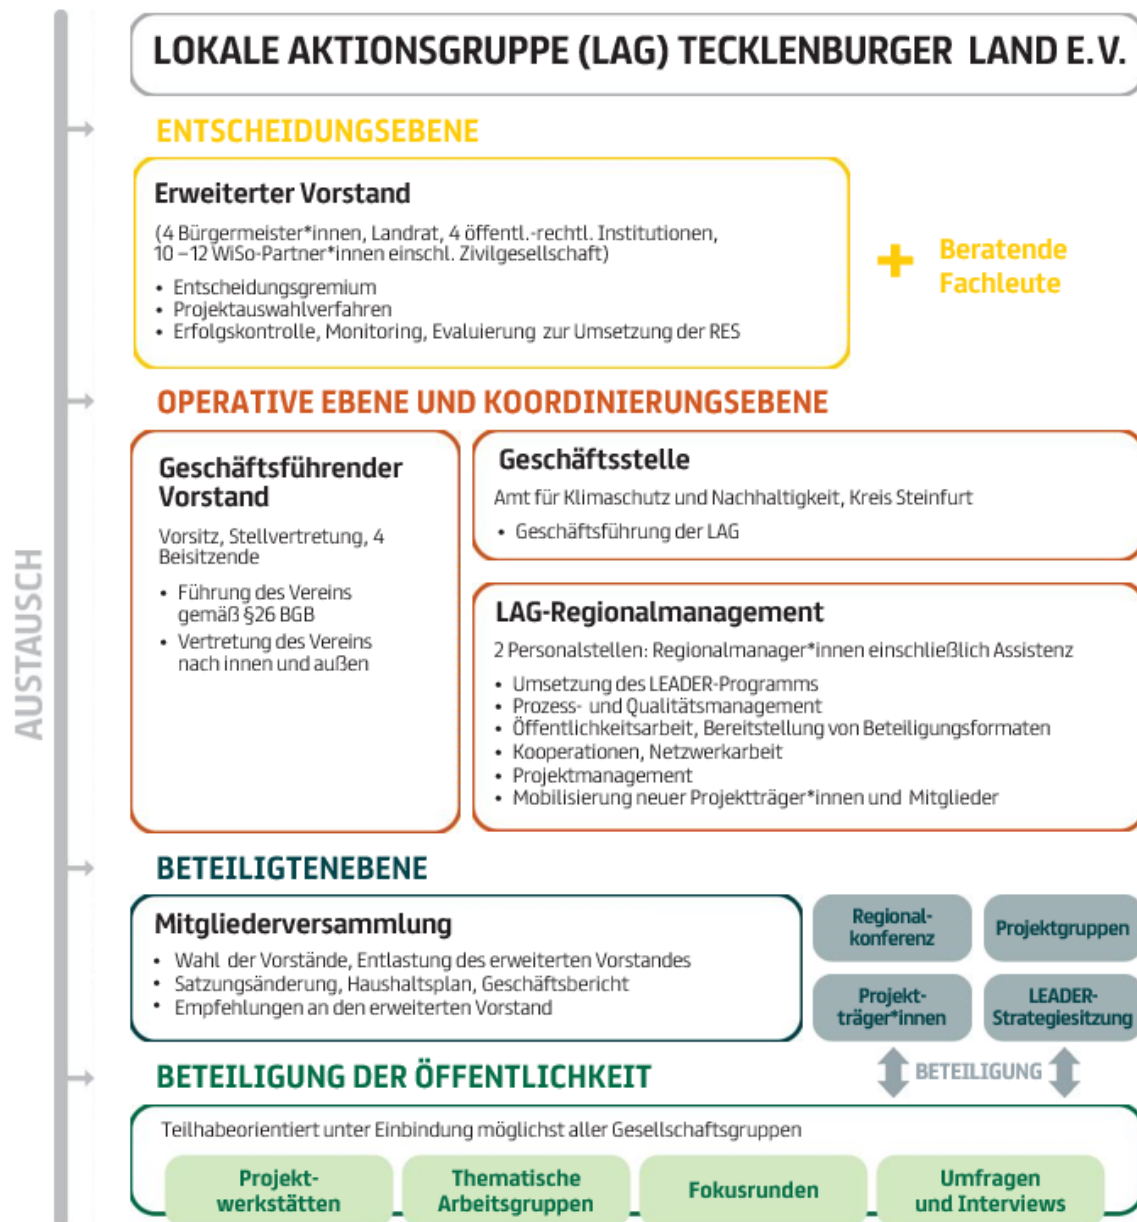 LOKALE AKTIONSGRUPPE (LAG) TECKLENBURGER LAND E.V.
ENTSCHEIDUNGSEBENE
Erweiterter Vorstand
(4 Bürgermeister*innen, Landrat, 4 öffentl.-rechtl. Institutionen,
10 – 12 WiSo-Partner*innen einschl. Zivilgesellschaft)
• Entscheidungsgremium
• Projektauswahlverfahren
• Erfolgskontrolle, Monitoring, Evaluierung zur Umsetzung der RES
+ Beratende
Fachleute
OPERATIVE EBENE UND KOORDINIERUNGSEBENE
Geschäftsführender
Vorstand
Vorsitz, Stellvertretung, 4
Beisitzende
• Führung des Vereins
gemäß §26 BGB
• Vertretung des Vereins
nach innen und außen
Geschäftsstelle
Amt für Klimaschutz und Nachhaltigkeit, Kreis Steinfurt
• Geschäftsführung der LAG
LAG-Regionalmanagement
2 Personalstellen: Regionalmanager*innen einschließlich Assistenz
• Umsetzung des LEADER-Programms
• Prozess- und Qualitätsmanagement
• Öffentlichkeitsarbeit, Bereitstellung von Beteiligungsformaten
• Kooperationen, Netzwerkarbeit
• Projektmanagement
• Mobilisierung neuer Projektträger*innen und Mitglieder
AUSTAUSCH
BETEILIGTENEBENE
Mitgliederversammlung
• Wahl der Vorstände, Entlastung des erweiterten Vorstandes
• Satzungsänderung, Haushaltsplan, Geschäftsbericht
• Empfehlungen an den erweiterten Vorstand
Regional-
konferenz
Projektgruppen
Projekt-
träger*innen
LEADER-
Strategiesitzung
BETEILIGUNG
BETEILIGUNG DER ÖFFENTLICHKEIT
Teilhabeorientiert unter Einbindung möglichst aller Gesellschaftsgruppen
Projekt-
werkstätten
Thematische
Arbeitsgruppen
Fokusrunden
Umfragen
und Interviews